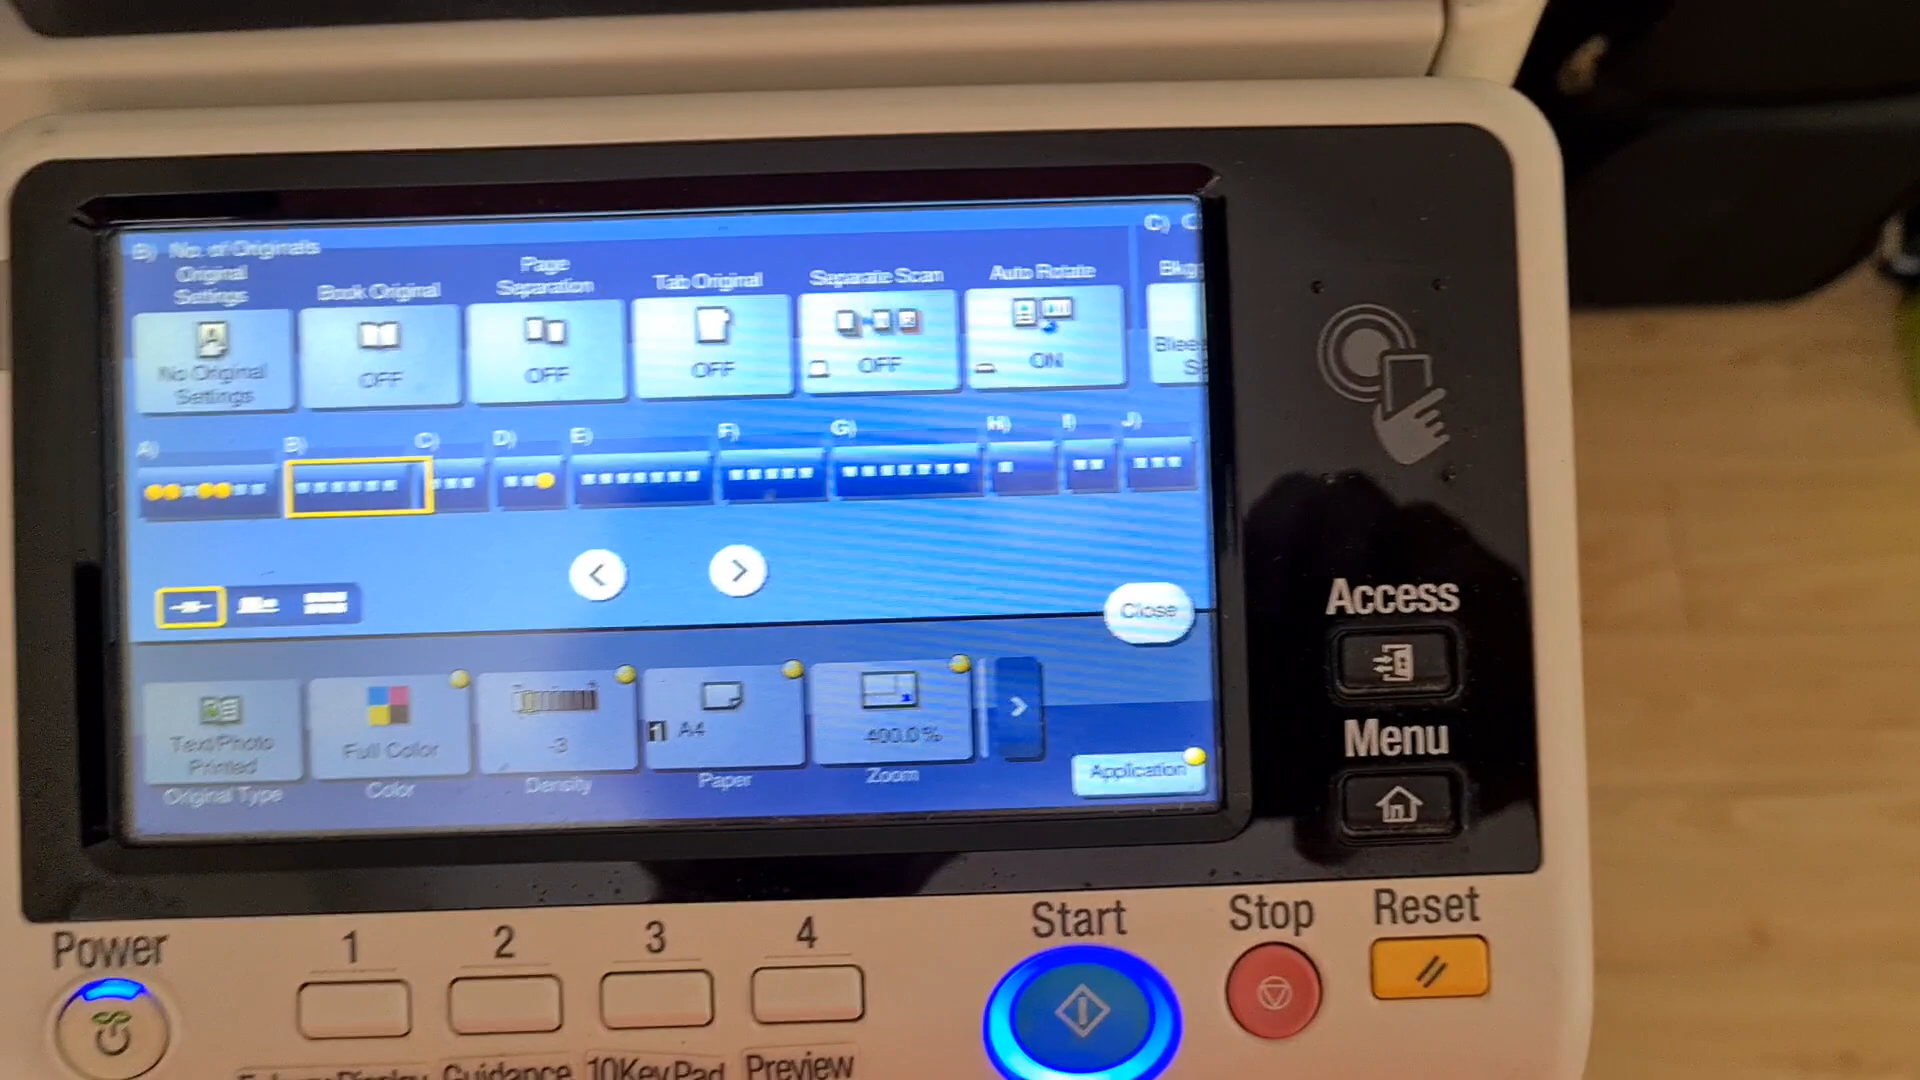 B) No. of Originals
C) C
Original
Settings
Book Original
Page
Separation
Tab Original
Separate Scan
Auto Rotate
No Original
Settings
OFF
OFF
OFF
OFF
ON
A) B) C) D) E) F) G) H) I) J)
Close
Text/Photo
Printed
Full Color
-3
1 A4
400.0%
Original Type
Color
Density
Paper
Zoom
Application
Access
Menu
Power
1
2
3
4
Start
Stop
Reset
Guidance
10KeyPad
Preview